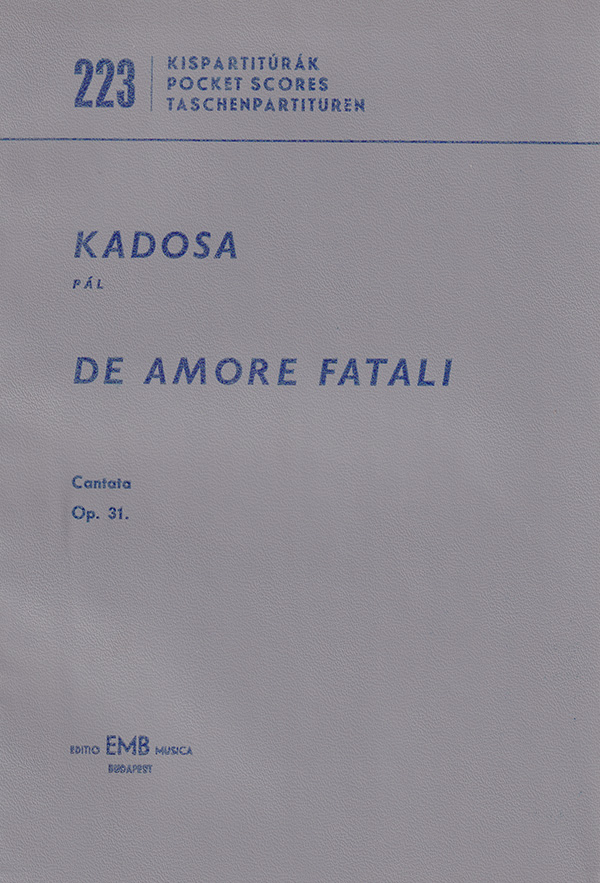 223
KISPARTITÚRÁK
POCKET SCORES
TASCHENPARTITUREN
KADOSA
PÁL
DE AMORE FATALI
Cantata
Op. 31.
EDITIO EMB MUSICA
BUDAPEST